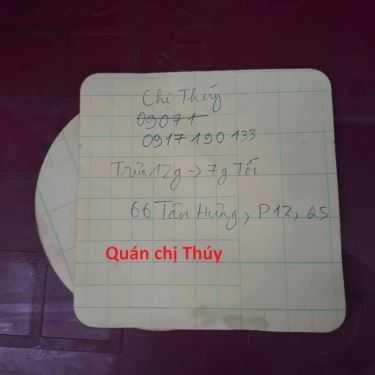 Chị Thúy
09071
0917 190 133
Trưa 12g -> 7g Tối
66 Tân Hưng, P12, Q5
Quán chị Thúy